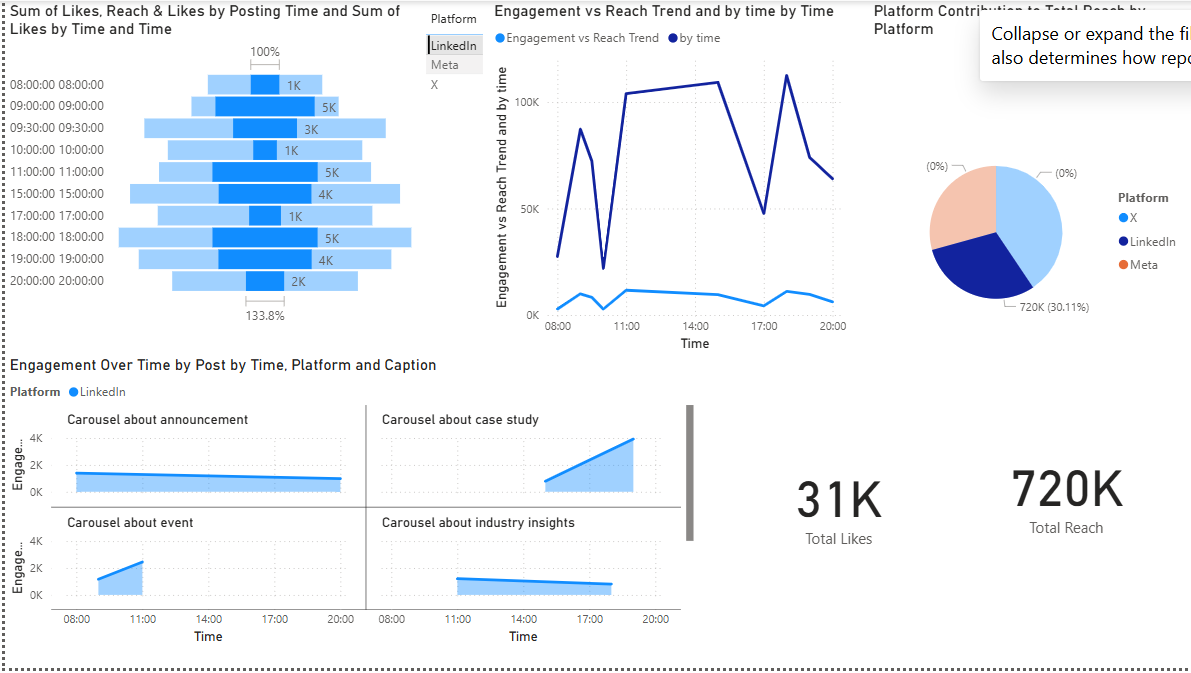 Sum of Likes, Reach & Likes by Posting Time and Sum of
Likes by Time and Time
100%
08:00:00 08:00:00 1K
09:00:00 09:00:00 5K
09:30:00 09:30:00 3K
10:00:00 10:00:00 1K
11:00:00 11:00:00 5K
15:00:00 15:00:00 4K
17:00:00 17:00:00 1K
18:00:00 18:00:00 5K
19:00:00 19:00:00 4K
20:00:00 20:00:00 2K
133.8%
Platform
LinkedIn
Meta
X
Engagement vs Reach Trend and by time by Time
Engagement vs Reach Trend by time
Engagement vs Reach Trend and by time
100K
50K
0K
08:00 11:00 14:00 17:00 20:00
Time
Platform Contribution to Total Reach by
Platform
Collapse or expand the fil
also determines how repo
(0%)
(0%)
720K (30.11%)
Platform
X
LinkedIn
Meta
Engagement Over Time by Post by Time, Platform and Caption
Platform LinkedIn
Carousel about announcement
Carousel about case study
Engage...
4K
2K
0K
Carousel about event
Carousel about industry insights
Engage...
4K
2K
0K
08:00 11:00 14:00 17:00 20:00
08:00 11:00 14:00 17:00 20:00
Time
Time
31K
Total Likes
720K
Total Reach